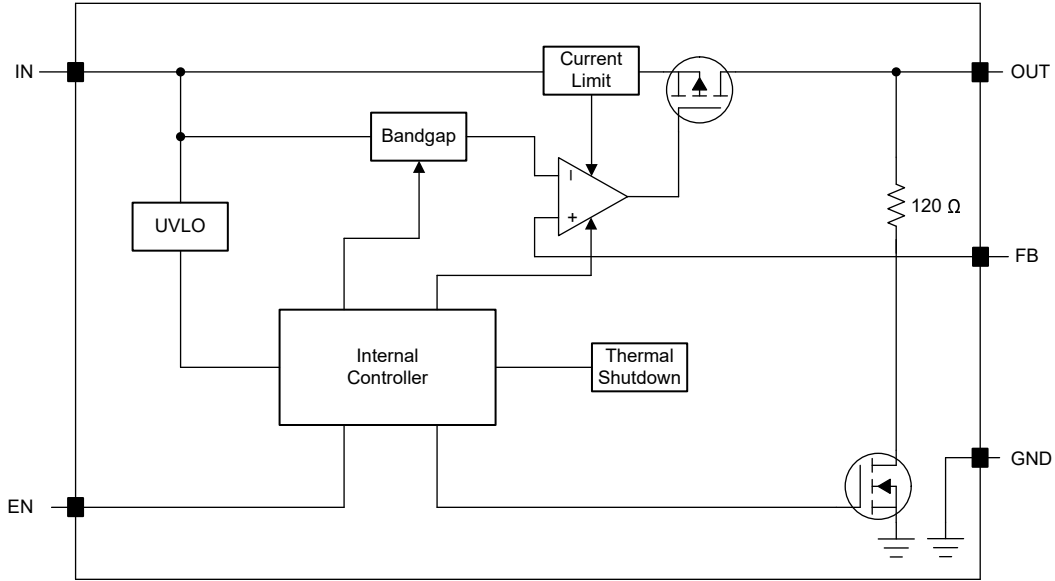 IN
Current
Limit
OUT
Bandgap
I
+
120 Ω
UVLO
FB
Internal
Controller
Thermal
Shutdown
GND
EN